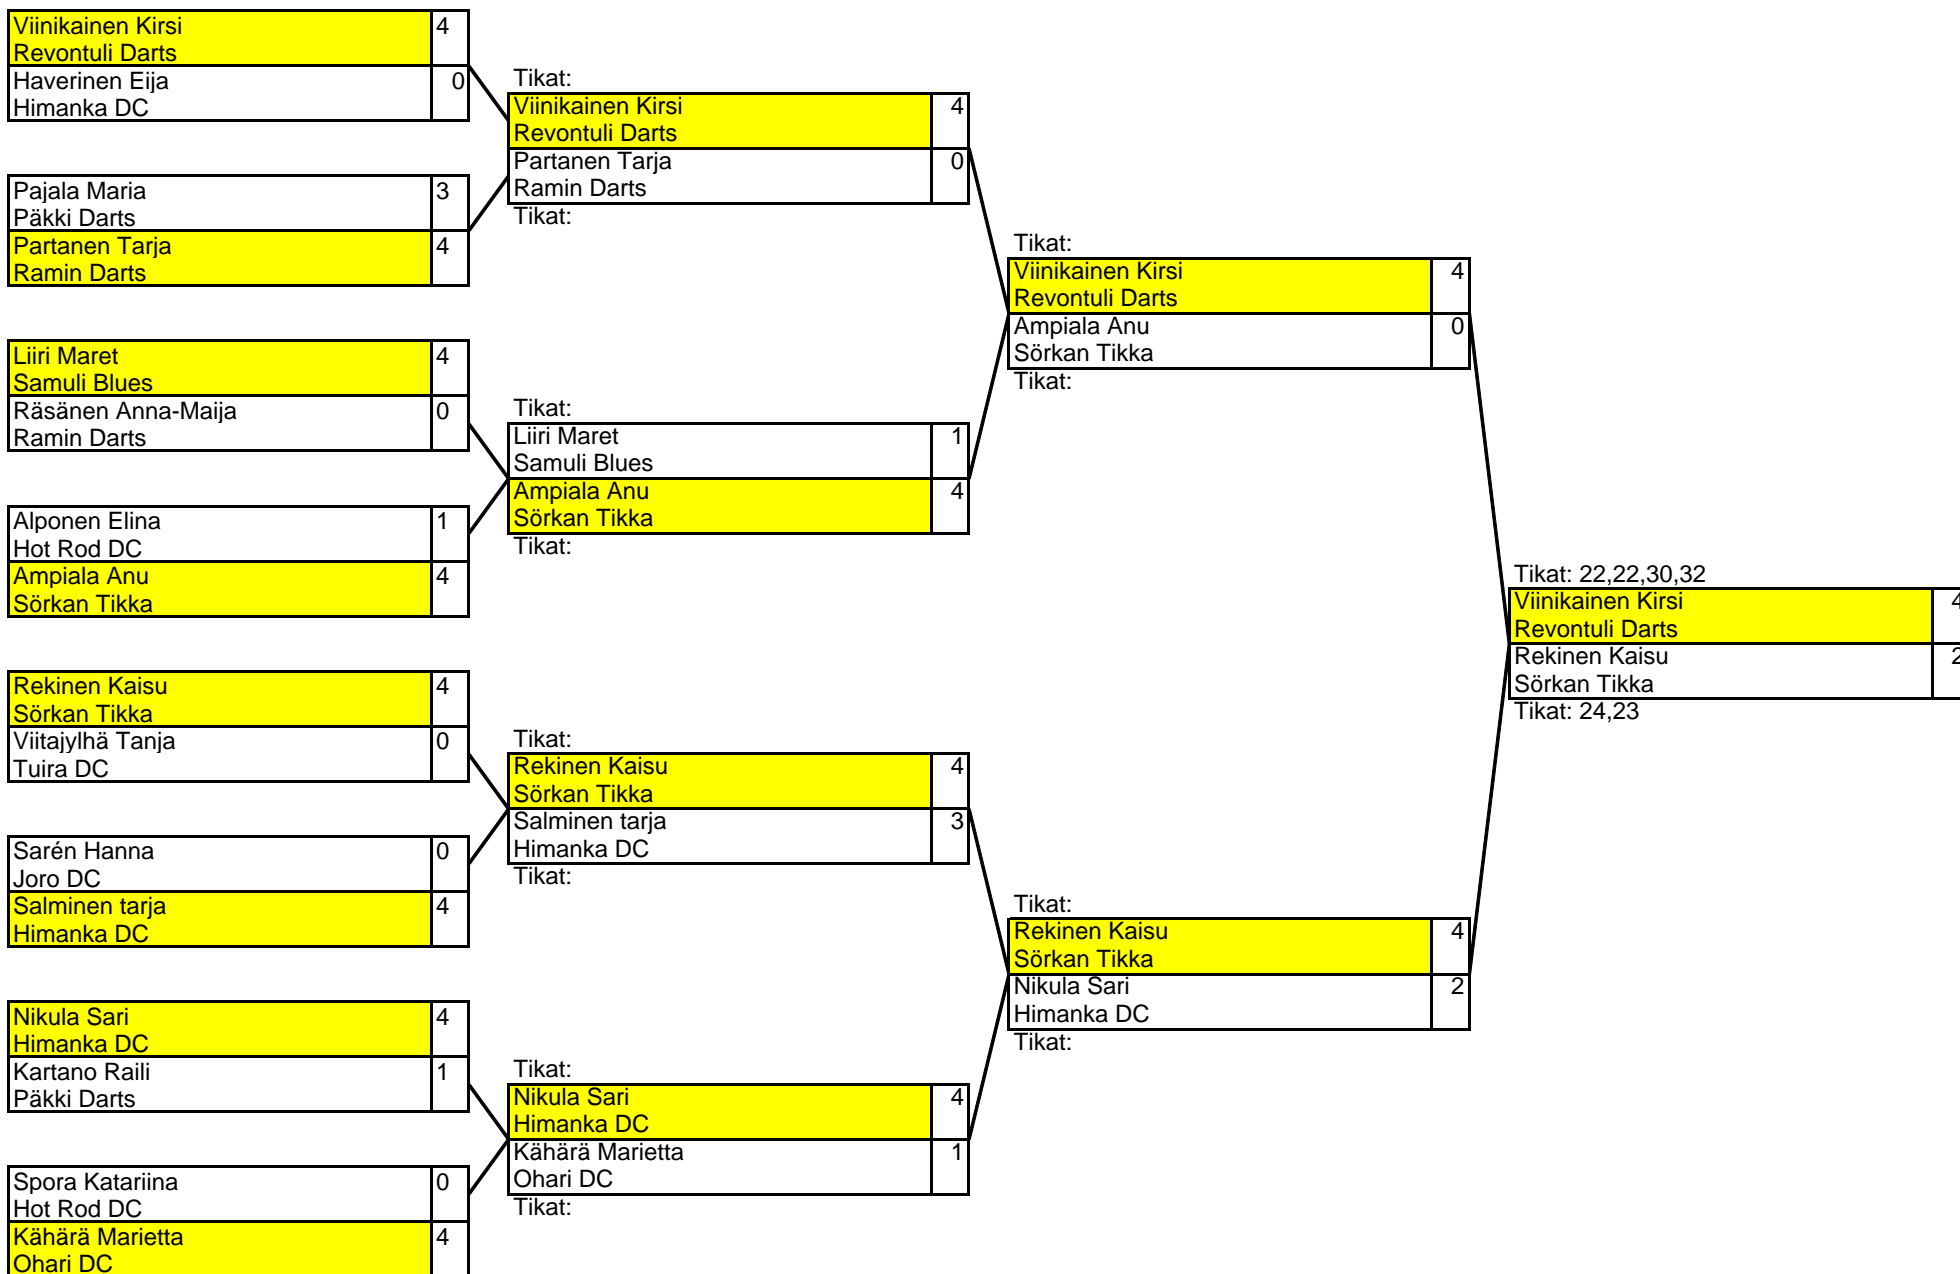 Viinikainen Kirsi 4
Revontuli Darts
Haverinen Eija 0
Himanka DC
Pajala Maria 3
Päkki Darts
Partanen Tarja 4
Ramin Darts
Liiri Maret 4
Samuli Blues
Räsänen Anna-Maija 0
Ramin Darts
Alponen Elina 1
Hot Rod DC
Ampiala Anu 4
Sörkan Tikka
Rekinen Kaisu 4
Sörkan Tikka
Viitajylhä Tanja 0
Tuira DC
Sarén Hanna 0
Joro DC
Salminen tarja 4
Himanka DC
Nikula Sari 4
Himanka DC
Kartano Raili 1
Päkki Darts
Spora Katariina 0
Hot Rod DC
Kähärä Marietta 4
Ohari DC
Tikat:
Viinikainen Kirsi 4
Revontuli Darts
Partanen Tarja 0
Ramin Darts
Tikat:
Tikat:
Liiri Maret 1
Samuli Blues
Ampiala Anu 4
Sörkan Tikka
Tikat:
Tikat:
Rekinen Kaisu 4
Sörkan Tikka
Salminen tarja 3
Himanka DC
Tikat:
Tikat:
Nikula Sari 4
Himanka DC
Kähärä Marietta 1
Ohari DC
Tikat:
Tikat:
Viinikainen Kirsi 4
Revontuli Darts
Ampiala Anu 0
Sörkan Tikka
Tikat:
Tikat:
Rekinen Kaisu 4
Sörkan Tikka
Nikula Sari 2
Himanka DC
Tikat:
Tikat: 22,22,30,32
Viinikainen Kirsi 4
Revontuli Darts
Rekinen Kaisu 2
Sörkan Tikka
Tikat: 24,23